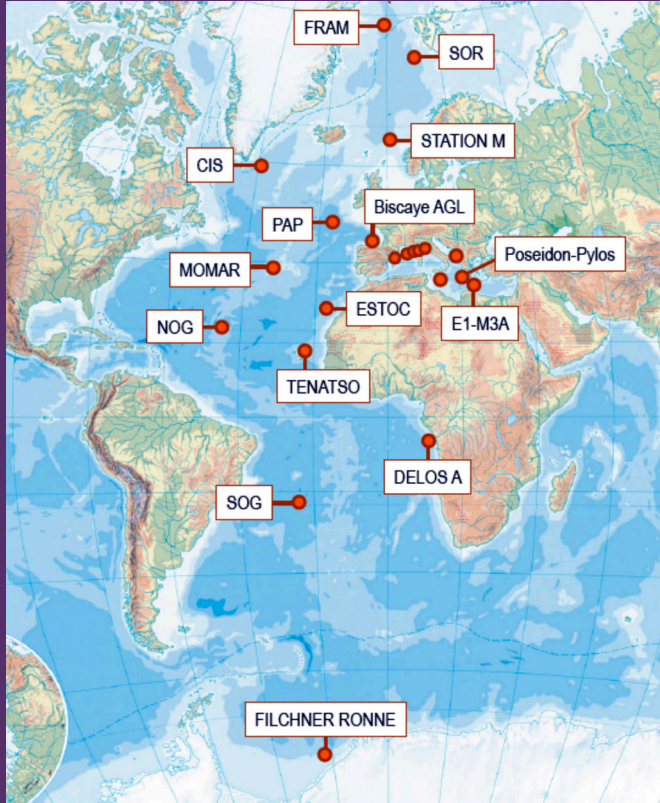 FRAM
SOR
STATION M
CIS
Biscaye AGL
PAP
Poseidon-Pylos
MOMAR
ESTOC
E1-M3A
NOG
TENATSO
DELOS A
SOG
FILCHNER RONNE